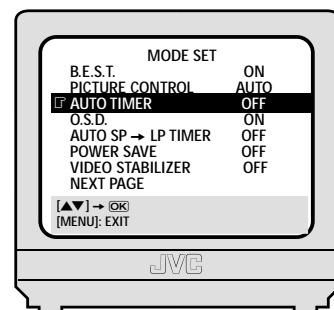 MODE SET
B.E.S.T. ON
PICTURE CONTROL AUTO
☞ AUTO TIMER OFF
O.S.D. ON
AUTO SP → LP TIMER OFF
POWER SAVE OFF
VIDEO STABILIZER OFF
NEXT PAGE
[▲▼] → OK
[MENU]: EXIT
JVC